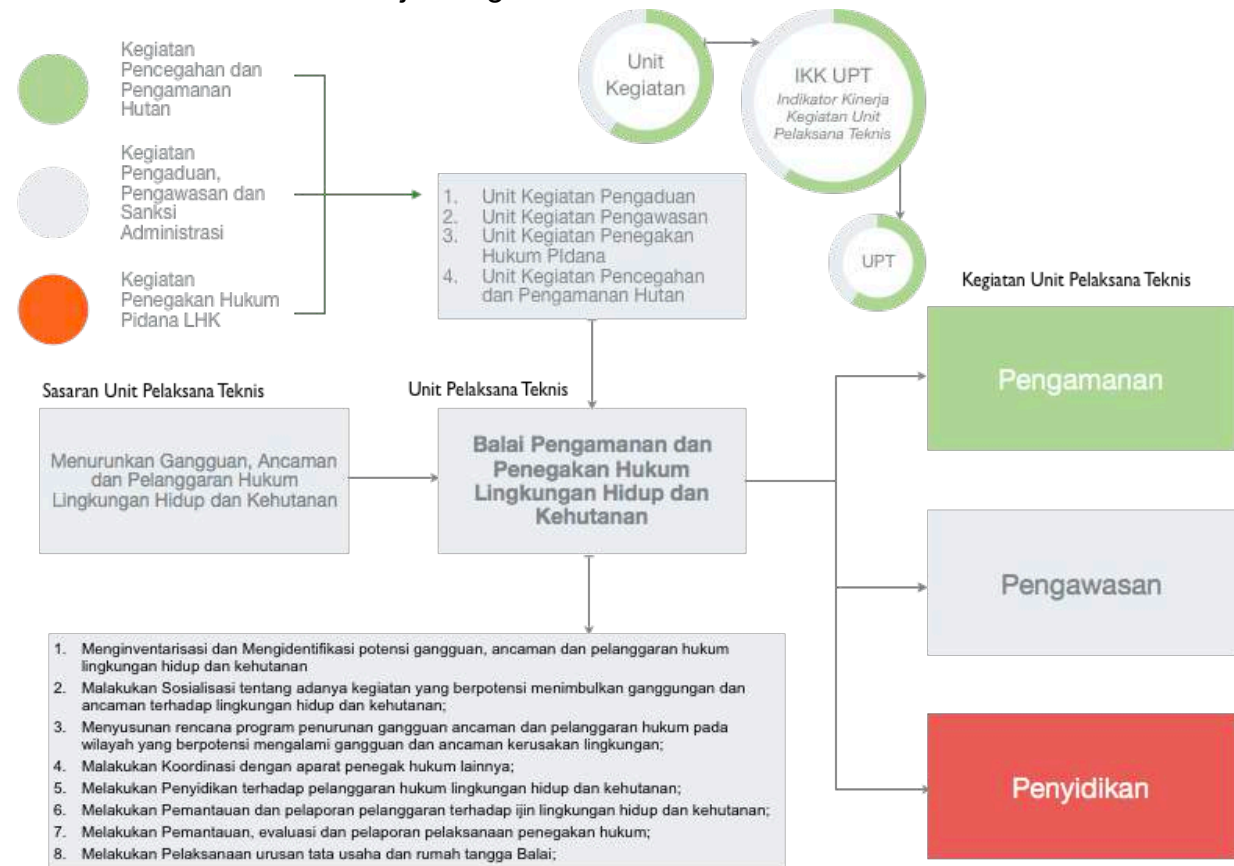 Kegiatan
Pencegahan dan
Pengamanan
Hutan
Kegiatan
Pengaduan,
Pengawasan dan
Sanksi
Administrasi
Kegiatan
Penegakan Hukum
Pidana LHK
Unit
Kegiatan
IKK UPT
Indikator Kinerja
Kegiatan Unit
Pelaksana Teknis
UPT
1. Unit Kegiatan Pengaduan
2. Unit Kegiatan Pengawasan
3. Unit Kegiatan Penegakan
Hukum PIdana
4. Unit Kegiatan Pencegahan
dan Pengamanan Hutan
Sasaran Unit Pelaksana Teknis
Menurunkan Gangguan, Ancaman
dan Pelanggaran Hukum
Lingkungan Hidup dan Kehutanan
Unit Pelaksana Teknis
Balai Pengamanan dan
Penegakan Hukum
Lingkungan Hidup dan
Kehutanan
Kegiatan Unit Pelaksana Teknis
Pengamanan
Pengawasan
Penyidikan
1. Menginventarisasi dan Mengidentifikasi potensi gangguan, ancaman dan pelanggaran hukum
lingkungan hidup dan kehutanan
2. Malakukan Sosialisasi tentang adanya kegiatan yang berpotensi menimbulkan ganggungan dan
ancaman terhadap lingkungan hidup dan kehutanan;
3. Menyusunan rencana program penurunan gangguan ancaman dan pelanggaran hukum pada
wilayah yang berpotensi mengalami gangguan dan ancaman kerusakan lingkungan;
4. Malakukan Koordinasi dengan aparat penegak hukum lainnya;
5. Melakukan Penyidikan terhadap pelanggaran hukum lingkungan hidup dan kehutanan;
6. Melakukan Pemantauan dan pelaporan pelanggaran terhadap ijin lingkungan hidup dan kehutanan;
7. Melakukan Pemantauan, evaluasi dan pelaporan pelaksanaan penegakan hukum;
8. Melakukan Pelaksanaan urusan tata usaha dan rumah tangga Balai;